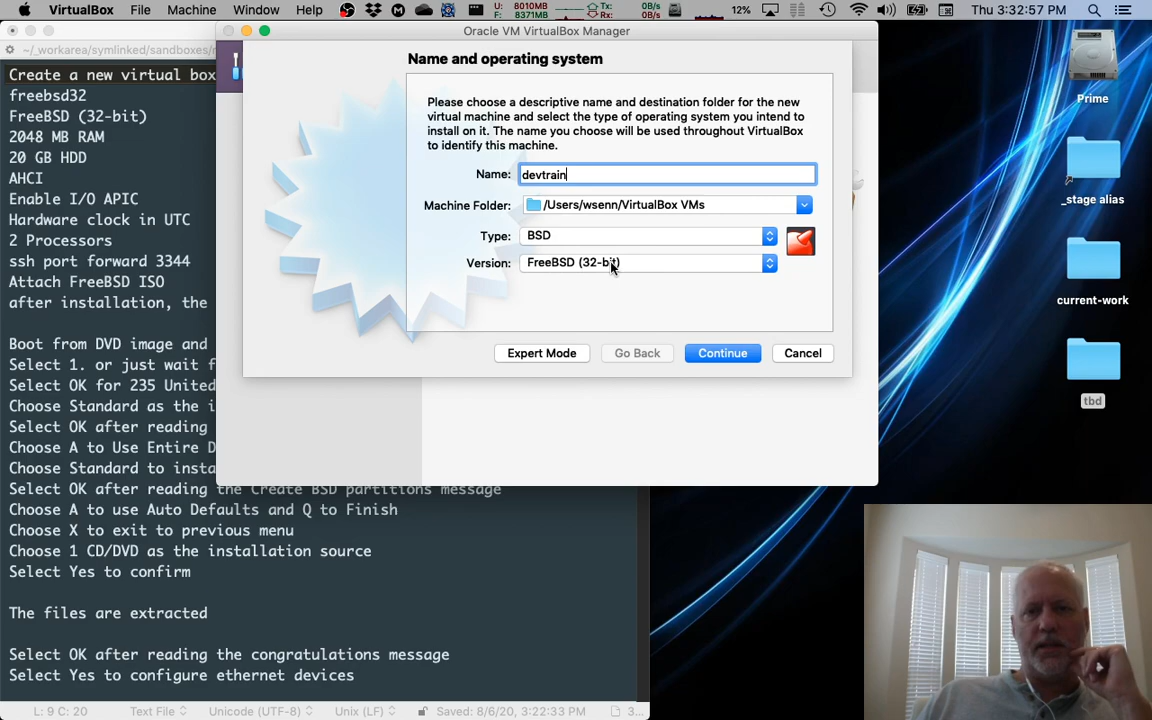 VirtualBox File Machine Window Help U: 8010MB F: 8371MB Tx: 0B/s Rx: 0B/s 12% Thu 3:32:57 PM
Oracle VM VirtualBox Manager
~/_workarea/symlinked/sandboxes/
Name and operating system
Create a new virtual box
freebsd32
FreeBSD (32-bit)
2048 MB RAM
20 GB HDD
AHCI
Enable I/O APIC
Hardware clock in UTC
2 Processors
ssh port forward 3344
Attach FreeBSD ISO
after installation, the
Boot from DVD image and
Select 1. or just wait f
Select OK for 235 United
Choose Standard as the i
Select OK after reading
Choose A to Use Entire D
Choose Standard to insta
Select OK after reading the Create BSD partitions message
Choose A to use Auto Defaults and Q to Finish
Choose X to exit to previous menu
Choose 1 CD/DVD as the installation source
Select Yes to confirm
The files are extracted
Select OK after reading the congratulations message
Select Yes to configure ethernet devices
L: 9 C: 20 Text File Unicode (UTF-8) Unix (LF) Saved: 8/6/20, 3:22:33 PM 3...
Please choose a descriptive name and destination folder for the new
virtual machine and select the type of operating system you intend to
install on it. The name you choose will be used throughout VirtualBox
to identify this machine.
Name: devtrain
Machine Folder: /Users/wsenn/VirtualBox VMs
Type: BSD
Version: FreeBSD (32-bit)
Expert Mode Go Back Continue Cancel
Prime
_stage alias
current-work
tbd